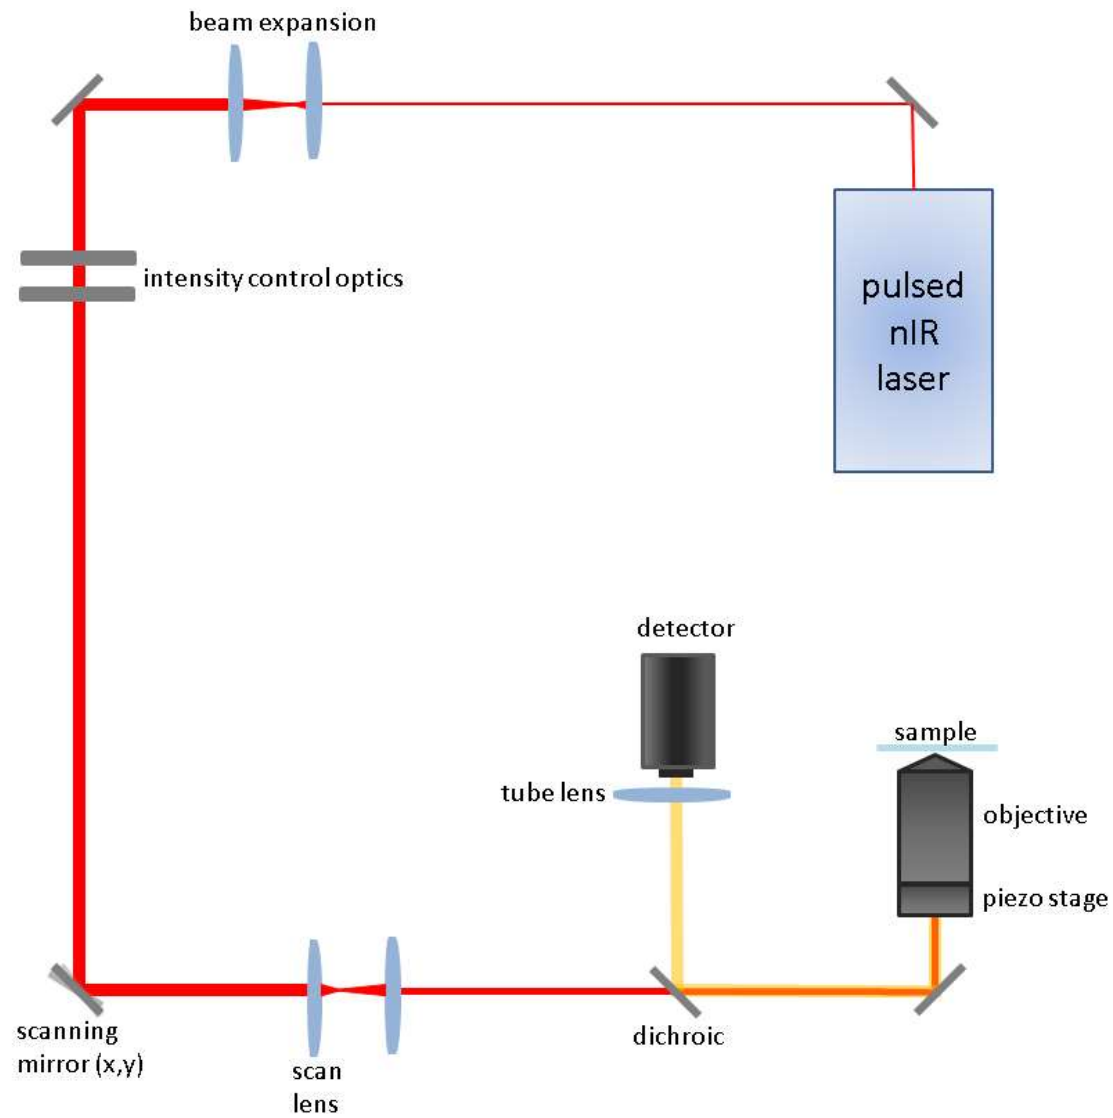 beam expansion
intensity control optics
pulsed
nIR
laser
detector
sample
tube lens
objective
piezo stage
scanning
mirror (x,y)
dichroic
scan
lens